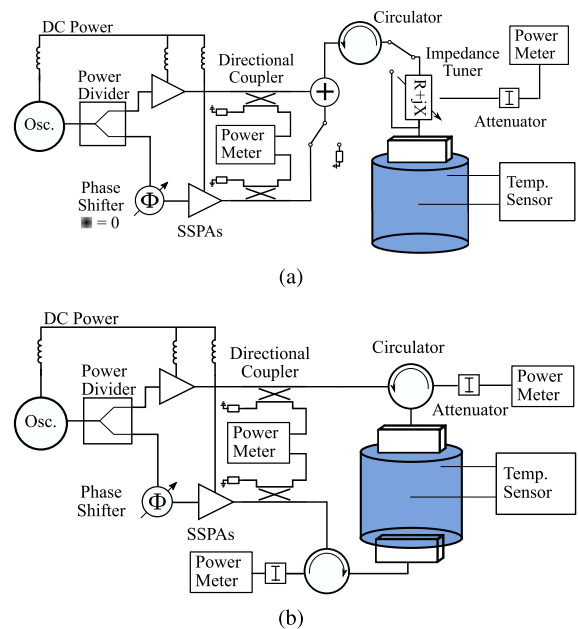 DC Power
Circulator
Power
Meter
Directional
Coupler
Impedance
Tuner
Power
Divider
Osc.
+
R+jX
Power
Meter
I
Attenuator
Phase
Shifter
= 0
Φ
SSPAs
Temp.
Sensor
(a)
DC Power
Directional
Coupler
Circulator
Power
Divider
I
Power
Meter
Attenuator
Osc.
Power
Meter
Phase
Shifter
Φ
SSPAs
Temp.
Sensor
Power
Meter
I
(b)